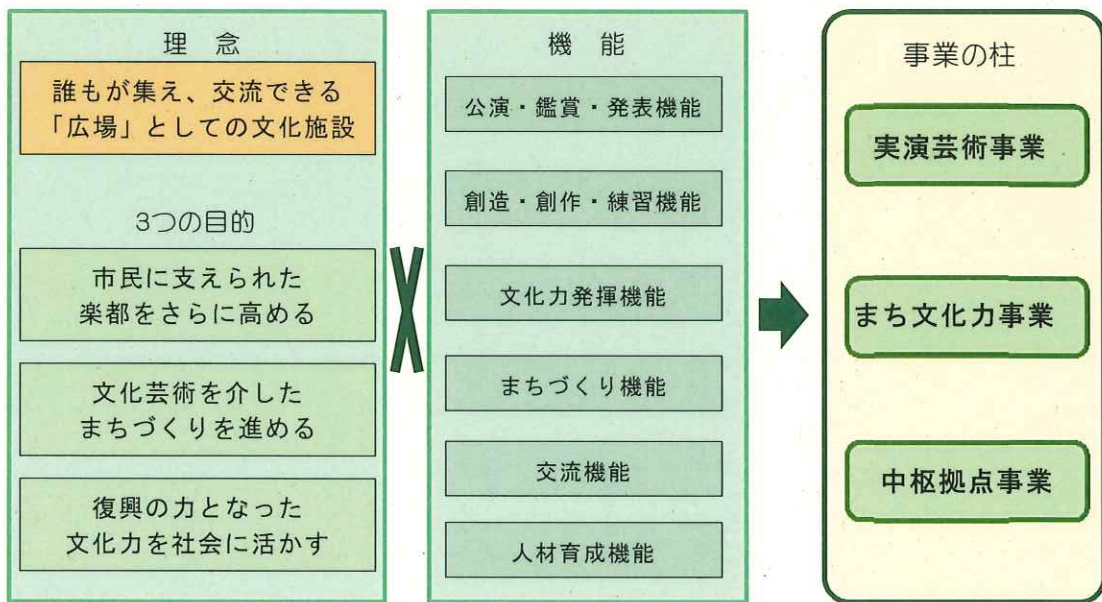 理 念
誰もが集え、交流できる
「広場」としての文化施設
3つの目的
市民に支えられた
楽都をさらに高める
文化芸術を介した
まちづくりを進める
復興の力となった
文化力を社会に活かす
機 能
公演・鑑賞・発表機能
創造・創作・練習機能
文化力発揮機能
まちづくり機能
交流機能
人材育成機能
事業の柱
実演芸術事業
まち文化力事業
中枢拠点事業